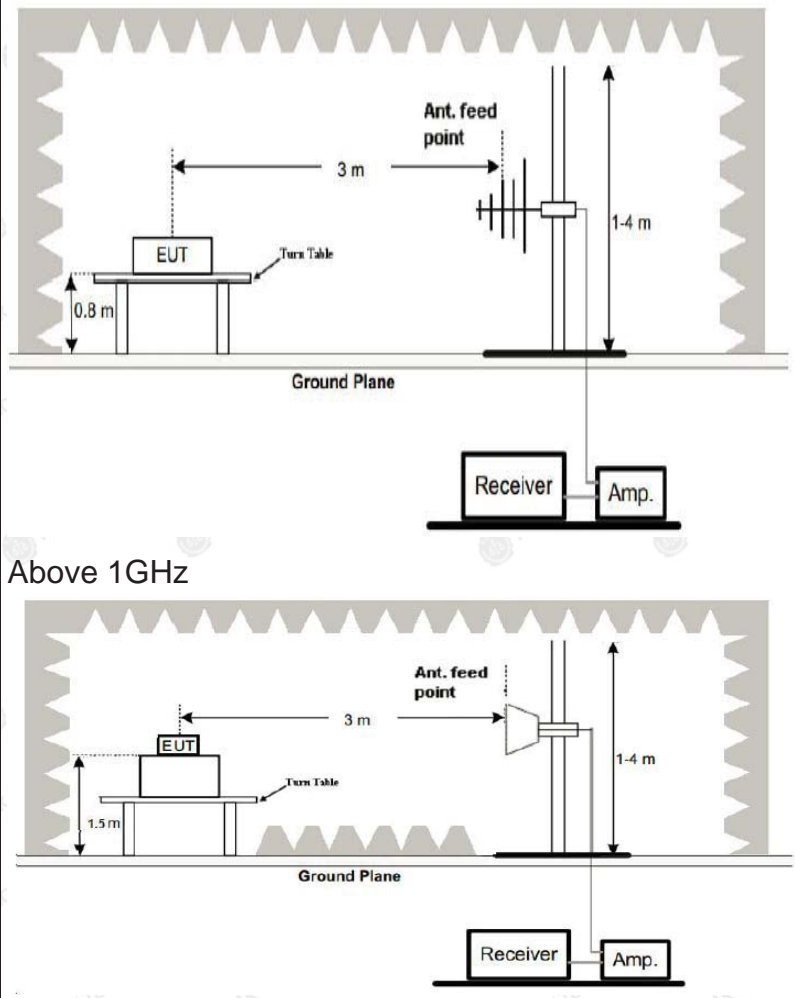 Ant. feed
point
3 m
1-4 m
EUT
Turn Table
0.8 m
Ground Plane
Receiver
Amp.
Above 1GHz
Ant. feed
point
3 m
EUT
1-4 m
Turn Table
1.5 m
Ground Plane
Receiver
Amp.